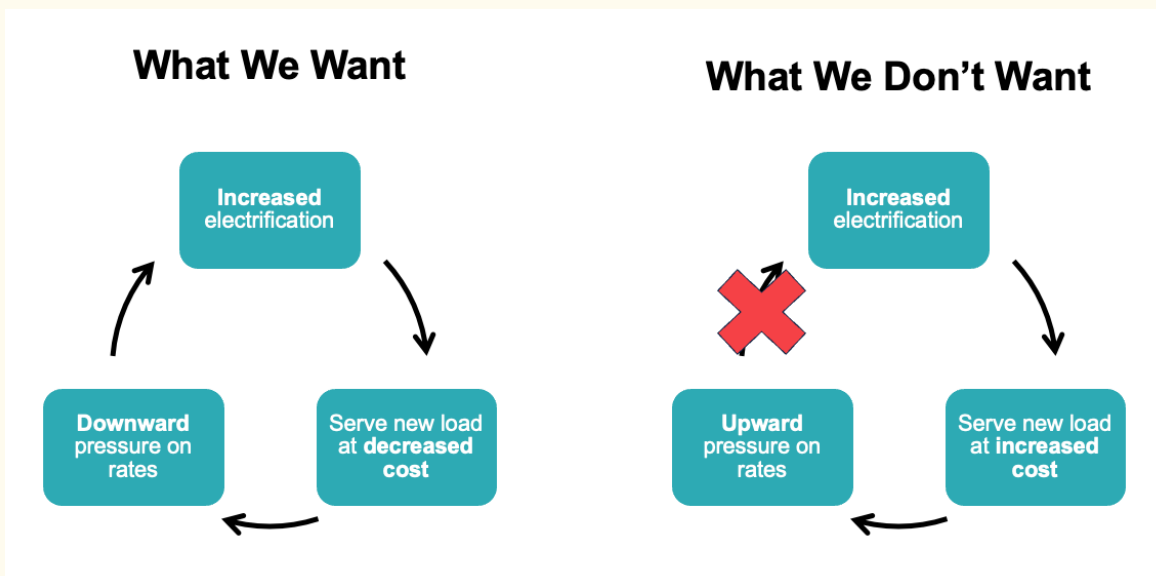 What We Want
Increased
electrification
Downward
pressure on
rates
Serve new load
at decreased
cost
What We Don’t Want
Increased
electrification
Upward
pressure on
rates
Serve new load
at increased
cost